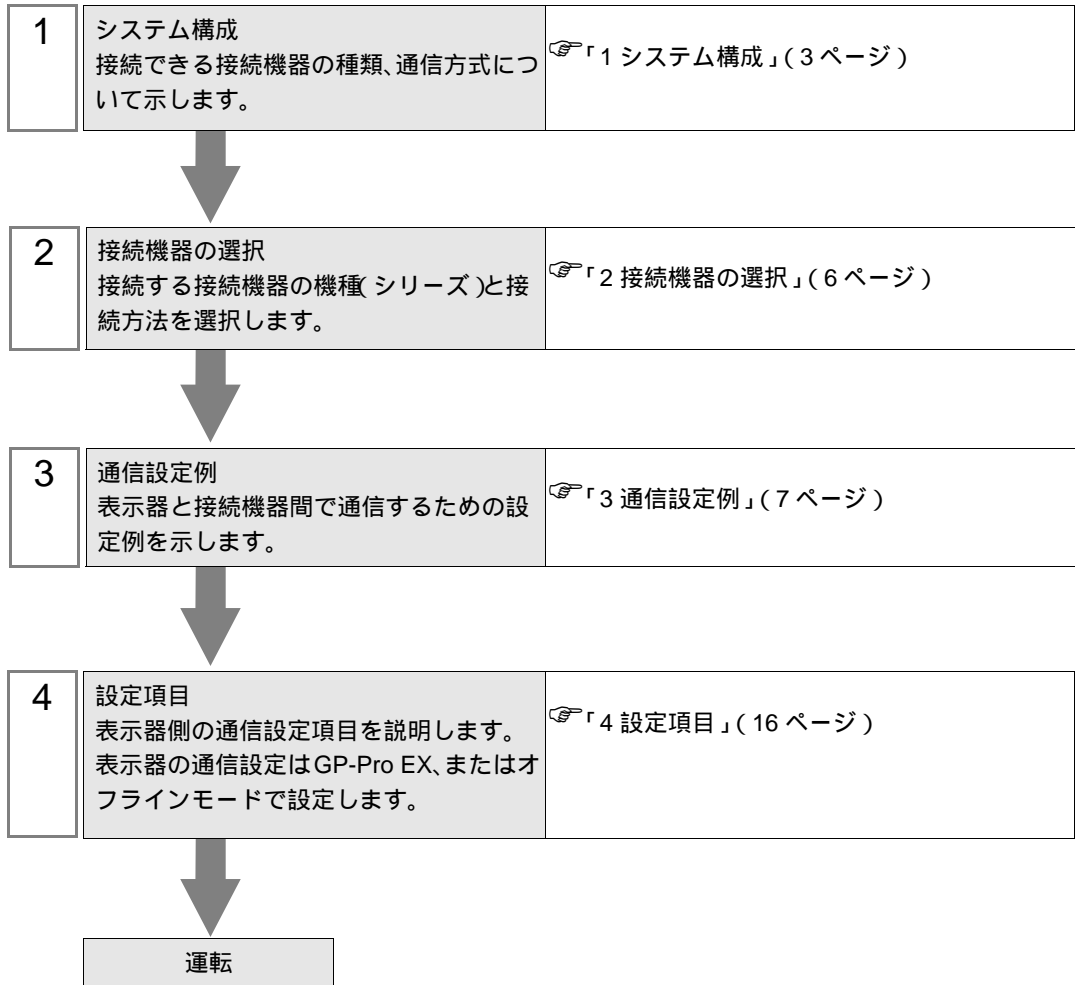 1
システム構成
接続できる接続機器の種類、通信方式につ
いて示します。
☞「1 システム構成」(3 ページ)
2
接続機器の選択
接続する接続機器の機種(シリーズ)と接
続方法を選択します。
☞「2 接続機器の選択」(6 ページ)
3
通信設定例
表示器と接続機器間で通信するための設
定例を示します。
☞「3 通信設定例」(7 ページ)
4
設定項目
表示器側の通信設定項目を説明します。
表示器の通信設定はGP-Pro EX、またはオ
フラインモードで設定します。
☞「4 設定項目」(16 ページ)
運転